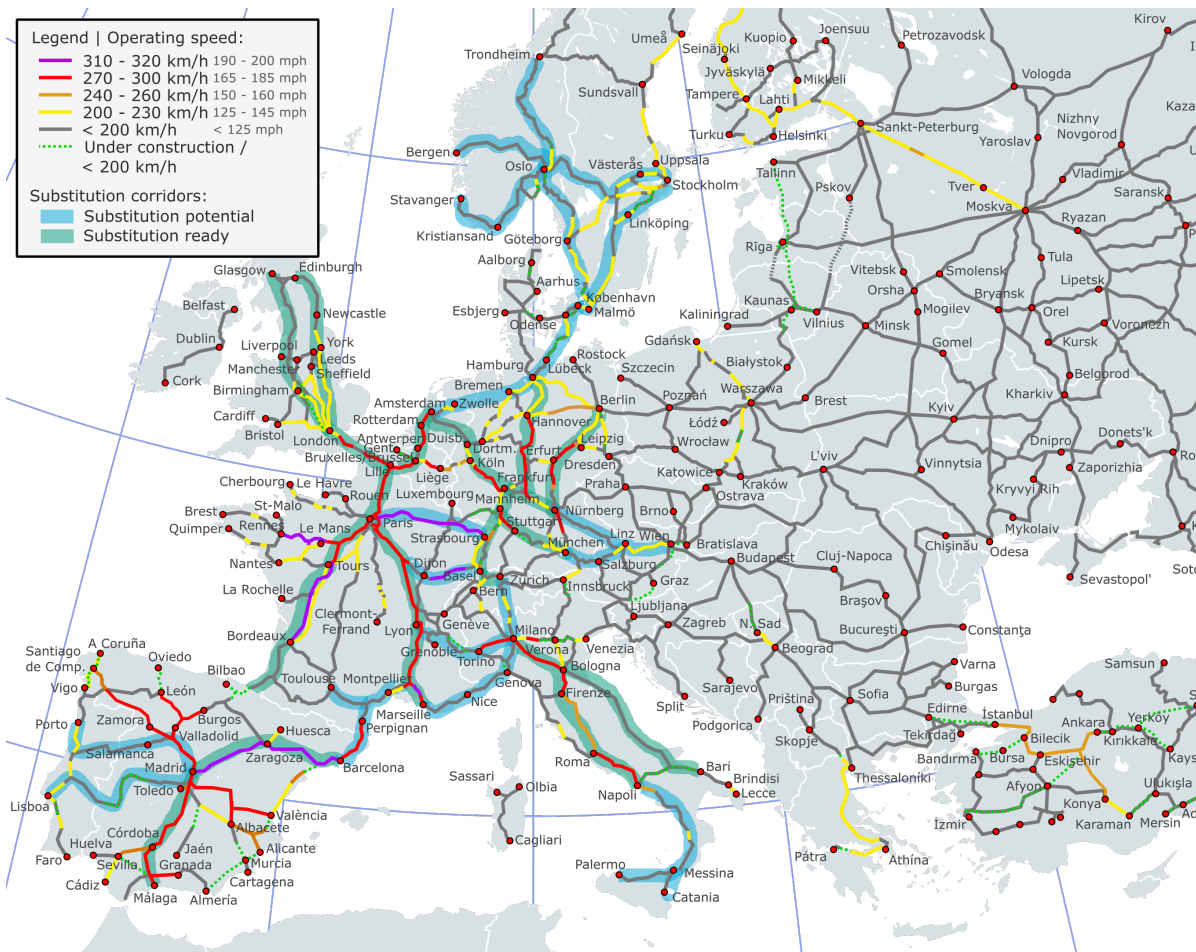 Legend | Operating speed:
310 - 320 km/h 190 - 200 mph
270 - 300 km/h 165 - 185 mph
240 - 260 km/h 150 - 160 mph
200 - 230 km/h 125 - 145 mph
< 200 km/h < 125 mph
Under construction /
< 200 km/h
Substitution corridors:
Substitution potential
Substitution ready
Trondheim
Umeå
Sundsvall
Bergen
Oslo
Västerås
Uppsala
Stockholm
Stavanger
Kristiansand
Linköping
Göteborg
Aalborg
Aarhus
Esbjerg
Odense
København
Malmö
Seinäjoki
Kuopio
Joensuu
Jyväskylä
Mikkeli
Tampere
Lahti
Turku
Helsinki
Petrozavodsk
Kirov
Vologda
Sankt-Peterburg
Nizhny
Novgorod
Kaza
Yaroslav
Tallinn
Pskov
Tver
Vladimir
Moskva
Saransk
Ryazan
Rīga
Tula
Vitebsk
Smolensk
Lipetsk
Orsha
Bryansk
Kaunas
Vilnius
Kaliningrad
Minsk
Mogilev
Orel
Voronezh
Kursk
Gomel
Belgorod
Kharkiv
Glasgow
Edinburgh
Belfast
Newcastle
Dublin
Liverpool
York
Leeds
Manchester
Sheffield
Cork
Birmingham
Cardiff
Bristol
London
Hamburg
Lübeck
Rostock
Gdańsk
Szczecin
Białystok
Bremen
Amsterdam
Zwolle
Berlin
Poznań
Warszawa
Brest
Rotterdam
Hannover
Łódź
Kyiv
Antwerpen
Duisb.
Dortm.
Leipzig
Wrocław
Gent
Bruxelles/Brussel
Köln
Erfurt
Dresden
Lille
Liège
Frankfurt
Katowice
Kraków
L'viv
Vinnytsia
Dnipro
Donets'k
Zaporizhia
Kryvyi Rih
Mykolaiv
Cherbourg
Le Havre
Rouen
Luxembourg
Mannheim
Praha
Ostrava
Brest
St-Malo
Nürnberg
Brno
Quimper
Rennes
Le Mans
Paris
Stuttgart
Strasbourg
München
Linz
Wien
Bratislava
Chişinău
Odesa
Nantes
Tours
Dijon
Basel
Zürich
Salzburg
Budapest
Cluj-Napoca
Sevastopol'
Soto
La Rochelle
Bern
Innsbruck
Graz
Clermont-
Ferrand
Genève
Ljubljana
Zagreb
N. Sad
Braşov
Bordeaux
Lyon
Grenoble
Milano
Verona
Venezia
Beograd
Bucureşti
Constanţa
Torino
Bologna
A Coruña
Santiago
de Comp.
Oviedo
Bilbao
Toulouse
Montpellier
Genova
Sarajevo
Varna
Samsun
Vigo
León
Marseille
Nice
Firenze
Split
Priština
Sofia
Burgas
Porto
Zamora
Burgos
Perpignan
Podgorica
Edirne
İstanbul
Ankara
Yerköy
Valladolid
Huesca
Skopje
Tekirdağ
Bilecik
Kırıkkale
Salamanca
Zaragoza
Barcelona
Roma
Bandırma
Bursa
Eskişehir
Kays
Madrid
Sassari
Olbia
Bari
Thessaloniki
Toledo
Napoli
Brindisi
Lecce
Afyon
Ulukışla
Lisboa
València
Konya
Albacete
Cagliari
İzmir
Karaman
Mersin
Ad
Córdoba
Huelva
Jaén
Alicante
Faro
Sevilla
Granada
Murcia
Palermo
Messina
Pátra
Athína
Cádiz
Cartagena
Catania
Málaga
Almería